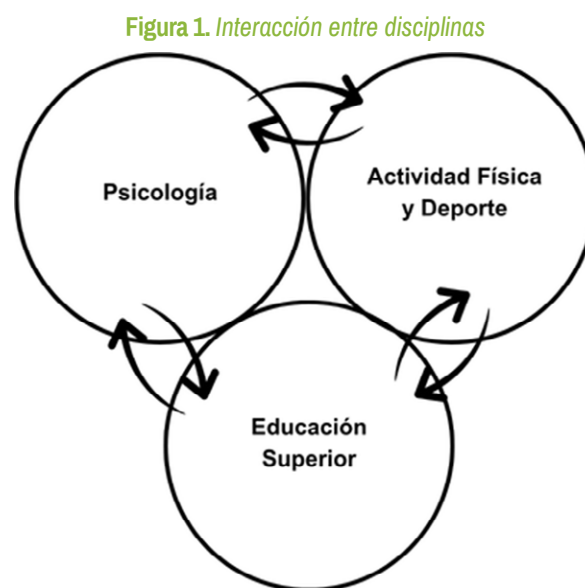 Figura 1. Interacción entre disciplinas
Psicología
Actividad Física
y Deporte
Educación
Superior